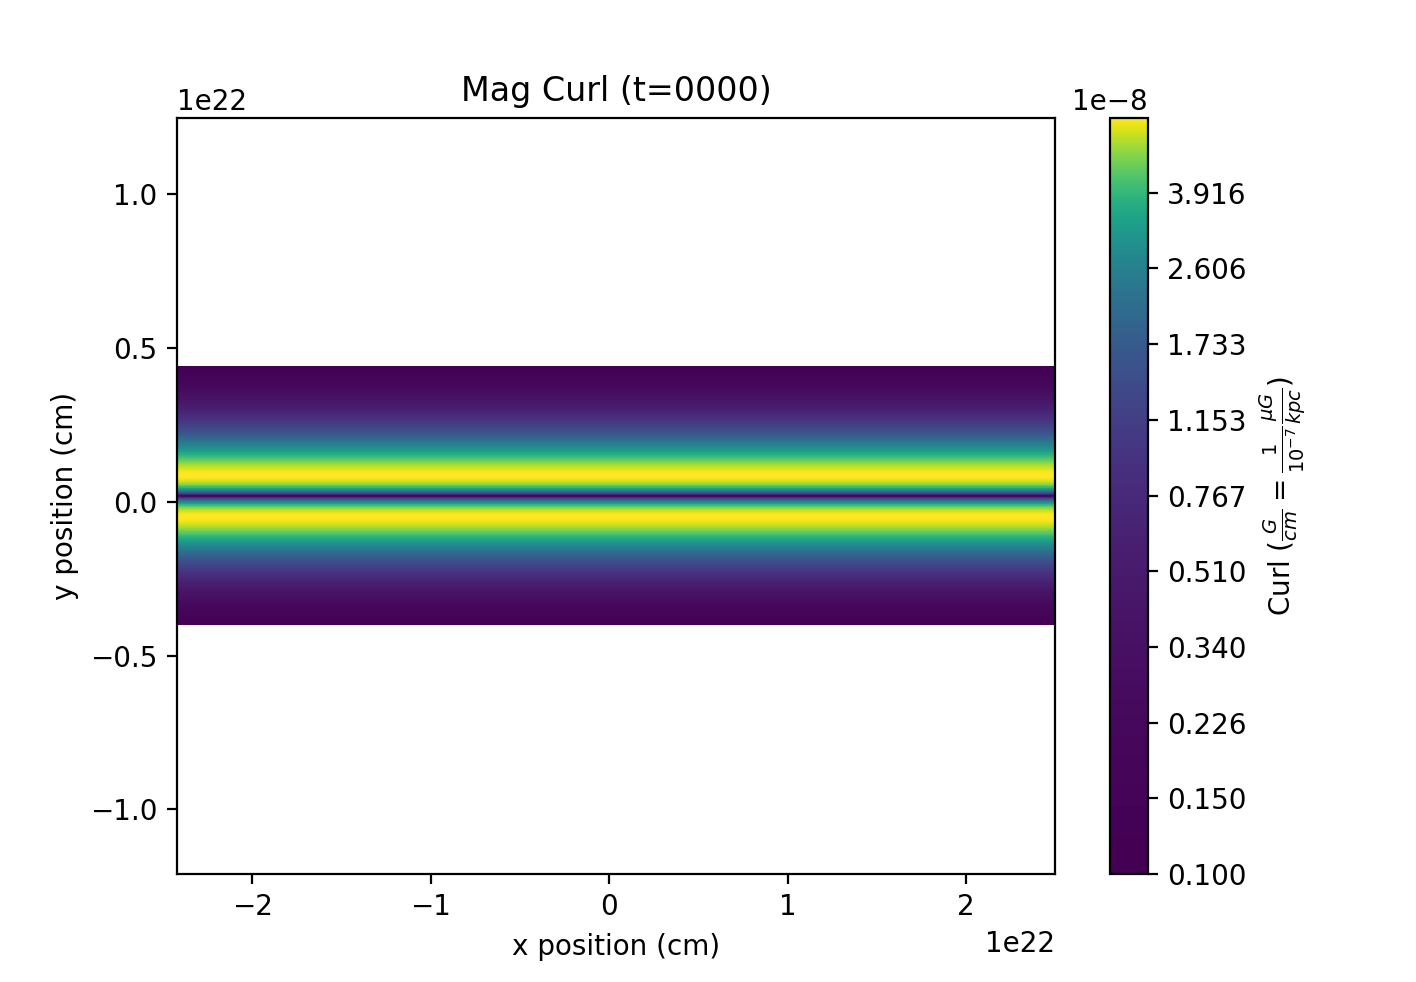 Mag Curl (t=0000)
1e22
1e−8
1.0
0.5
0.0
−0.5
−1.0
y position (cm)
−2
−1
0
1
2
x position (cm)
1e22
3.916
2.606
1.733
1.153
0.767
0.510
0.340
0.226
0.150
0.100
Curl (G/cm = 1/10⁻⁷ μG/kpc)